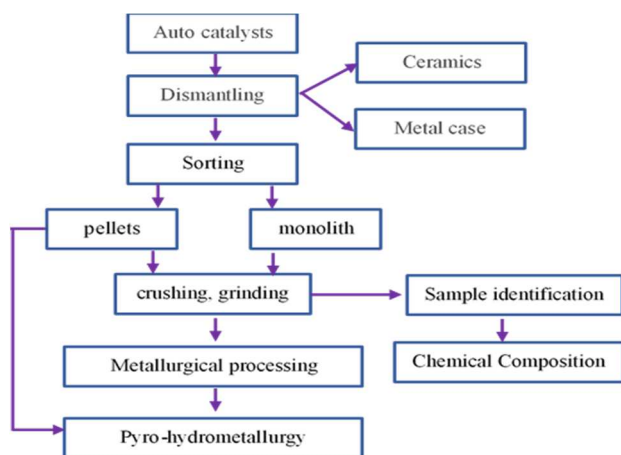 Auto catalysts
Ceramics
Dismantling
Metal case
Sorting
pellets
monolith
crushing, grinding
Sample identification
Metallurgical processing
Chemical Composition
Pyro-hydrometallurgy